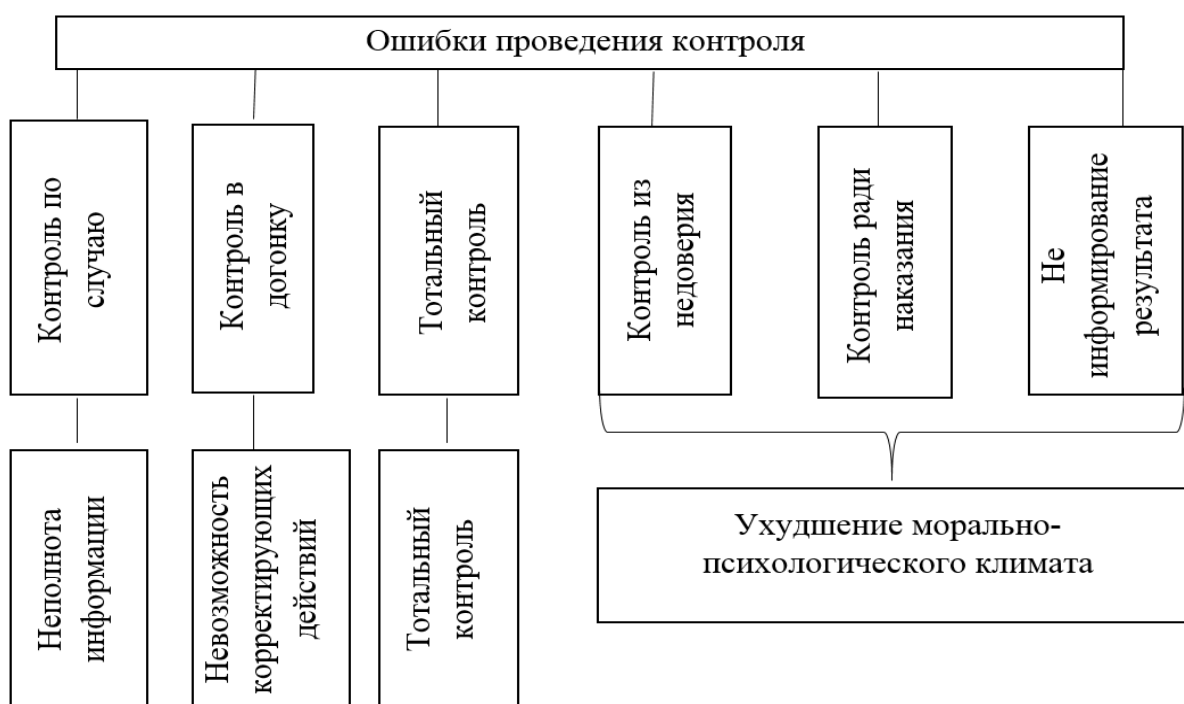 Ошибки проведения контроля
Контроль по
случаю
Контроль в
догонку
Тотальный
контроль
Контроль из
недоверия
Контроль ради
наказания
Не
информирование
результата
Неполнота
информации
Невозможность
корректирующих
действий
Тотальный
контроль
Ухудшение морально-
психологического климата